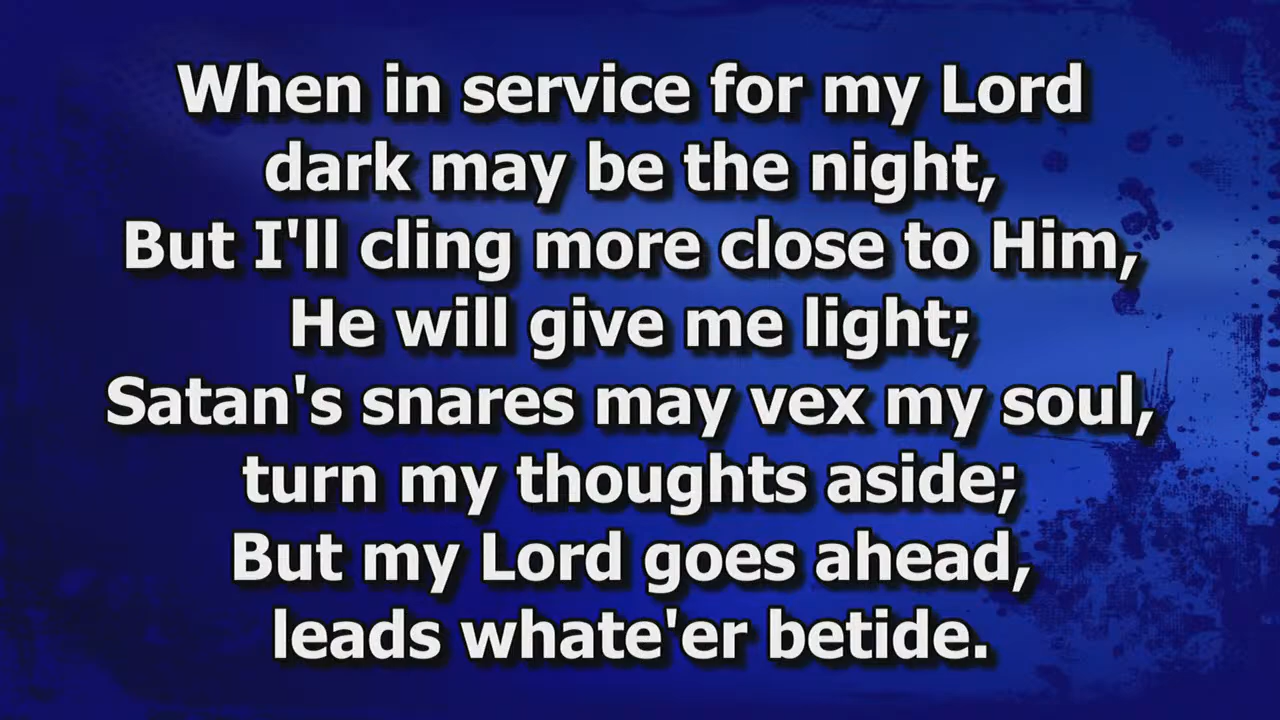 When in service for my Lord
dark may be the night,
But I'll cling more close to Him,
He will give me light;
Satan's snares may vex my soul,
turn my thoughts aside;
But my Lord goes ahead,
leads whate'er betide.